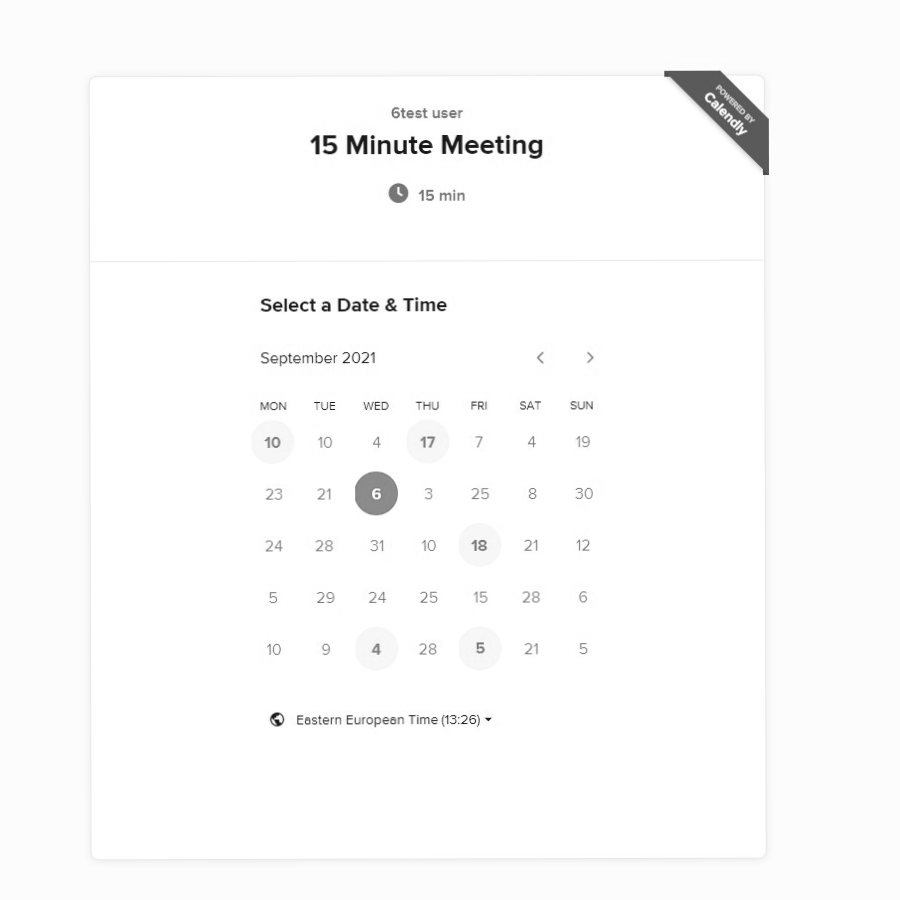 POWERED BY
Calendly
6test user
15 Minute Meeting
15 min
Select a Date & Time
September 2021
MON TUE WED THU FRI SAT SUN
10 10 4 17 7 4 19
23 21 6 3 25 8 30
24 28 31 10 18 21 12
5 29 24 25 15 28 6
10 9 4 28 5 21 5
Eastern European Time (13:26)